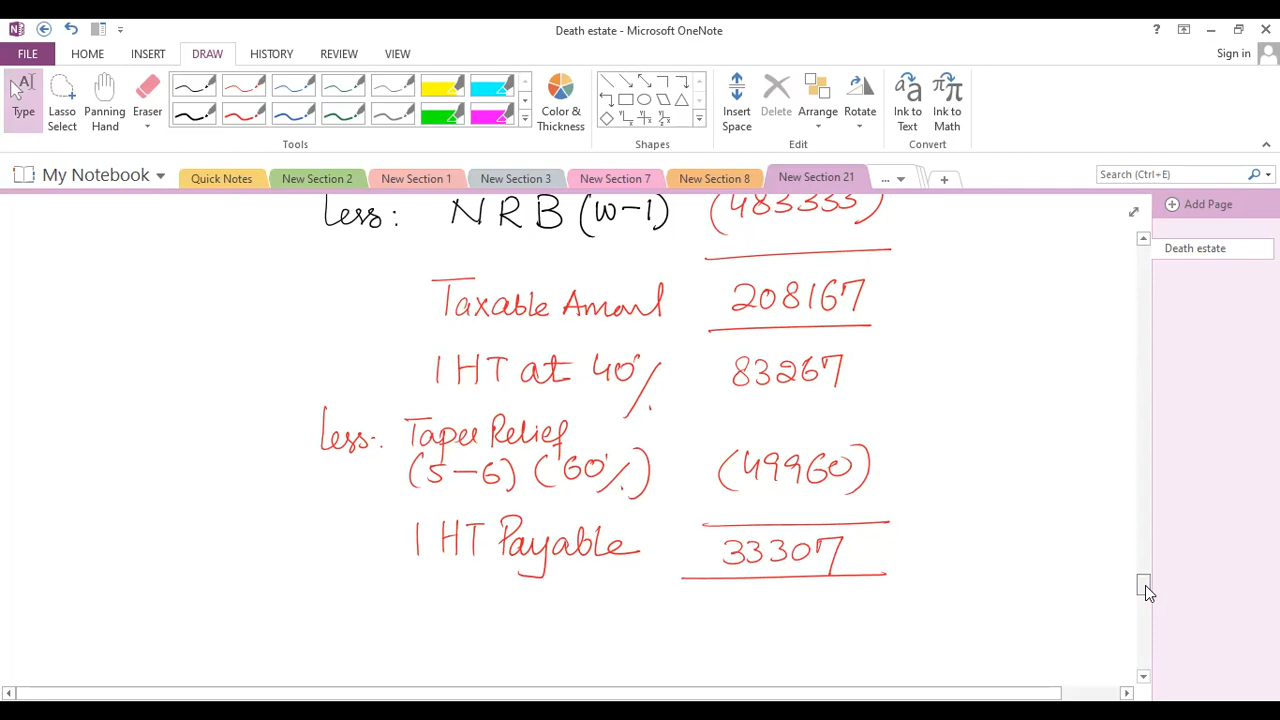 Death estate - Microsoft OneNote
Sign in
FILE HOME INSERT DRAW HISTORY REVIEW VIEW
Type
Lasso Select
Panning Hand
Eraser
Color & Thickness
Insert Space
Delete
Arrange
Rotate
Ink to Text
Ink to Math
Tools
Shapes
Edit
Convert
My Notebook
Quick Notes
New Section 2
New Section 1
New Section 3
New Section 7
New Section 8
New Section 21
...
Search (Ctrl+E)
Add Page
Death estate
Less: NRB (W-1) (483333)
Taxable Amount 208167
IHT at 40% 83267
Less: Taper Relief
(5-6) (60%) (49960)
IHT Payable 33307